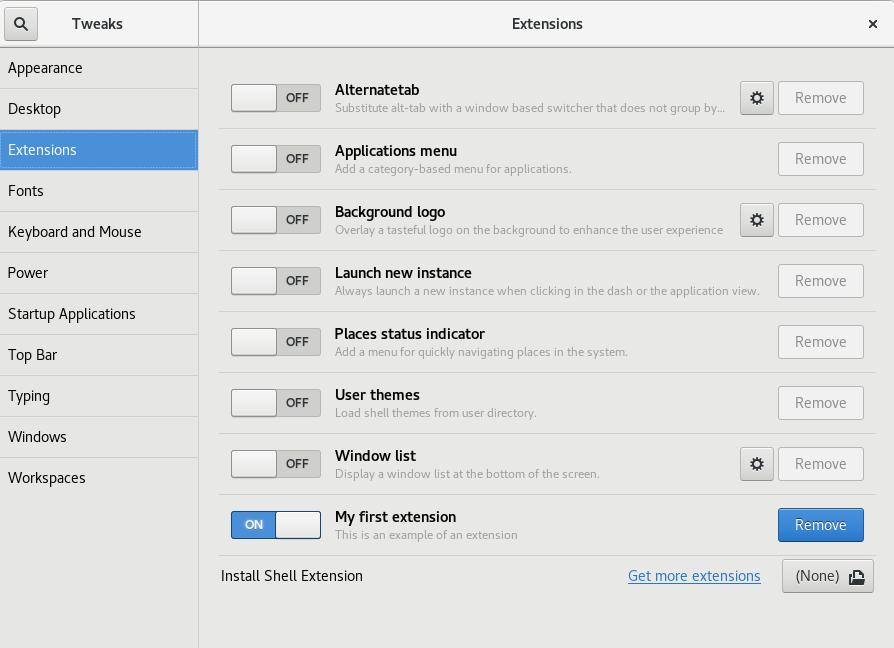 Tweaks
Extensions
Appearance
Desktop
Extensions
Fonts
Keyboard and Mouse
Power
Startup Applications
Top Bar
Typing
Windows
Workspaces
OFF Alternatetab Remove
Substitute alt-tab with a window based switcher that does not group by...
OFF Applications menu Remove
Add a category-based menu for applications.
OFF Background logo Remove
Overlay a tasteful logo on the background to enhance the user experience
OFF Launch new instance Remove
Always launch a new instance when clicking in the dash or the application view.
OFF Places status indicator Remove
Add a menu for quickly navigating places in the system.
OFF User themes Remove
Load shell themes from user directory.
OFF Window list Remove
Display a window list at the bottom of the screen.
ON My first extension Remove
This is an example of an extension
Install Shell Extension Get more extensions (None)